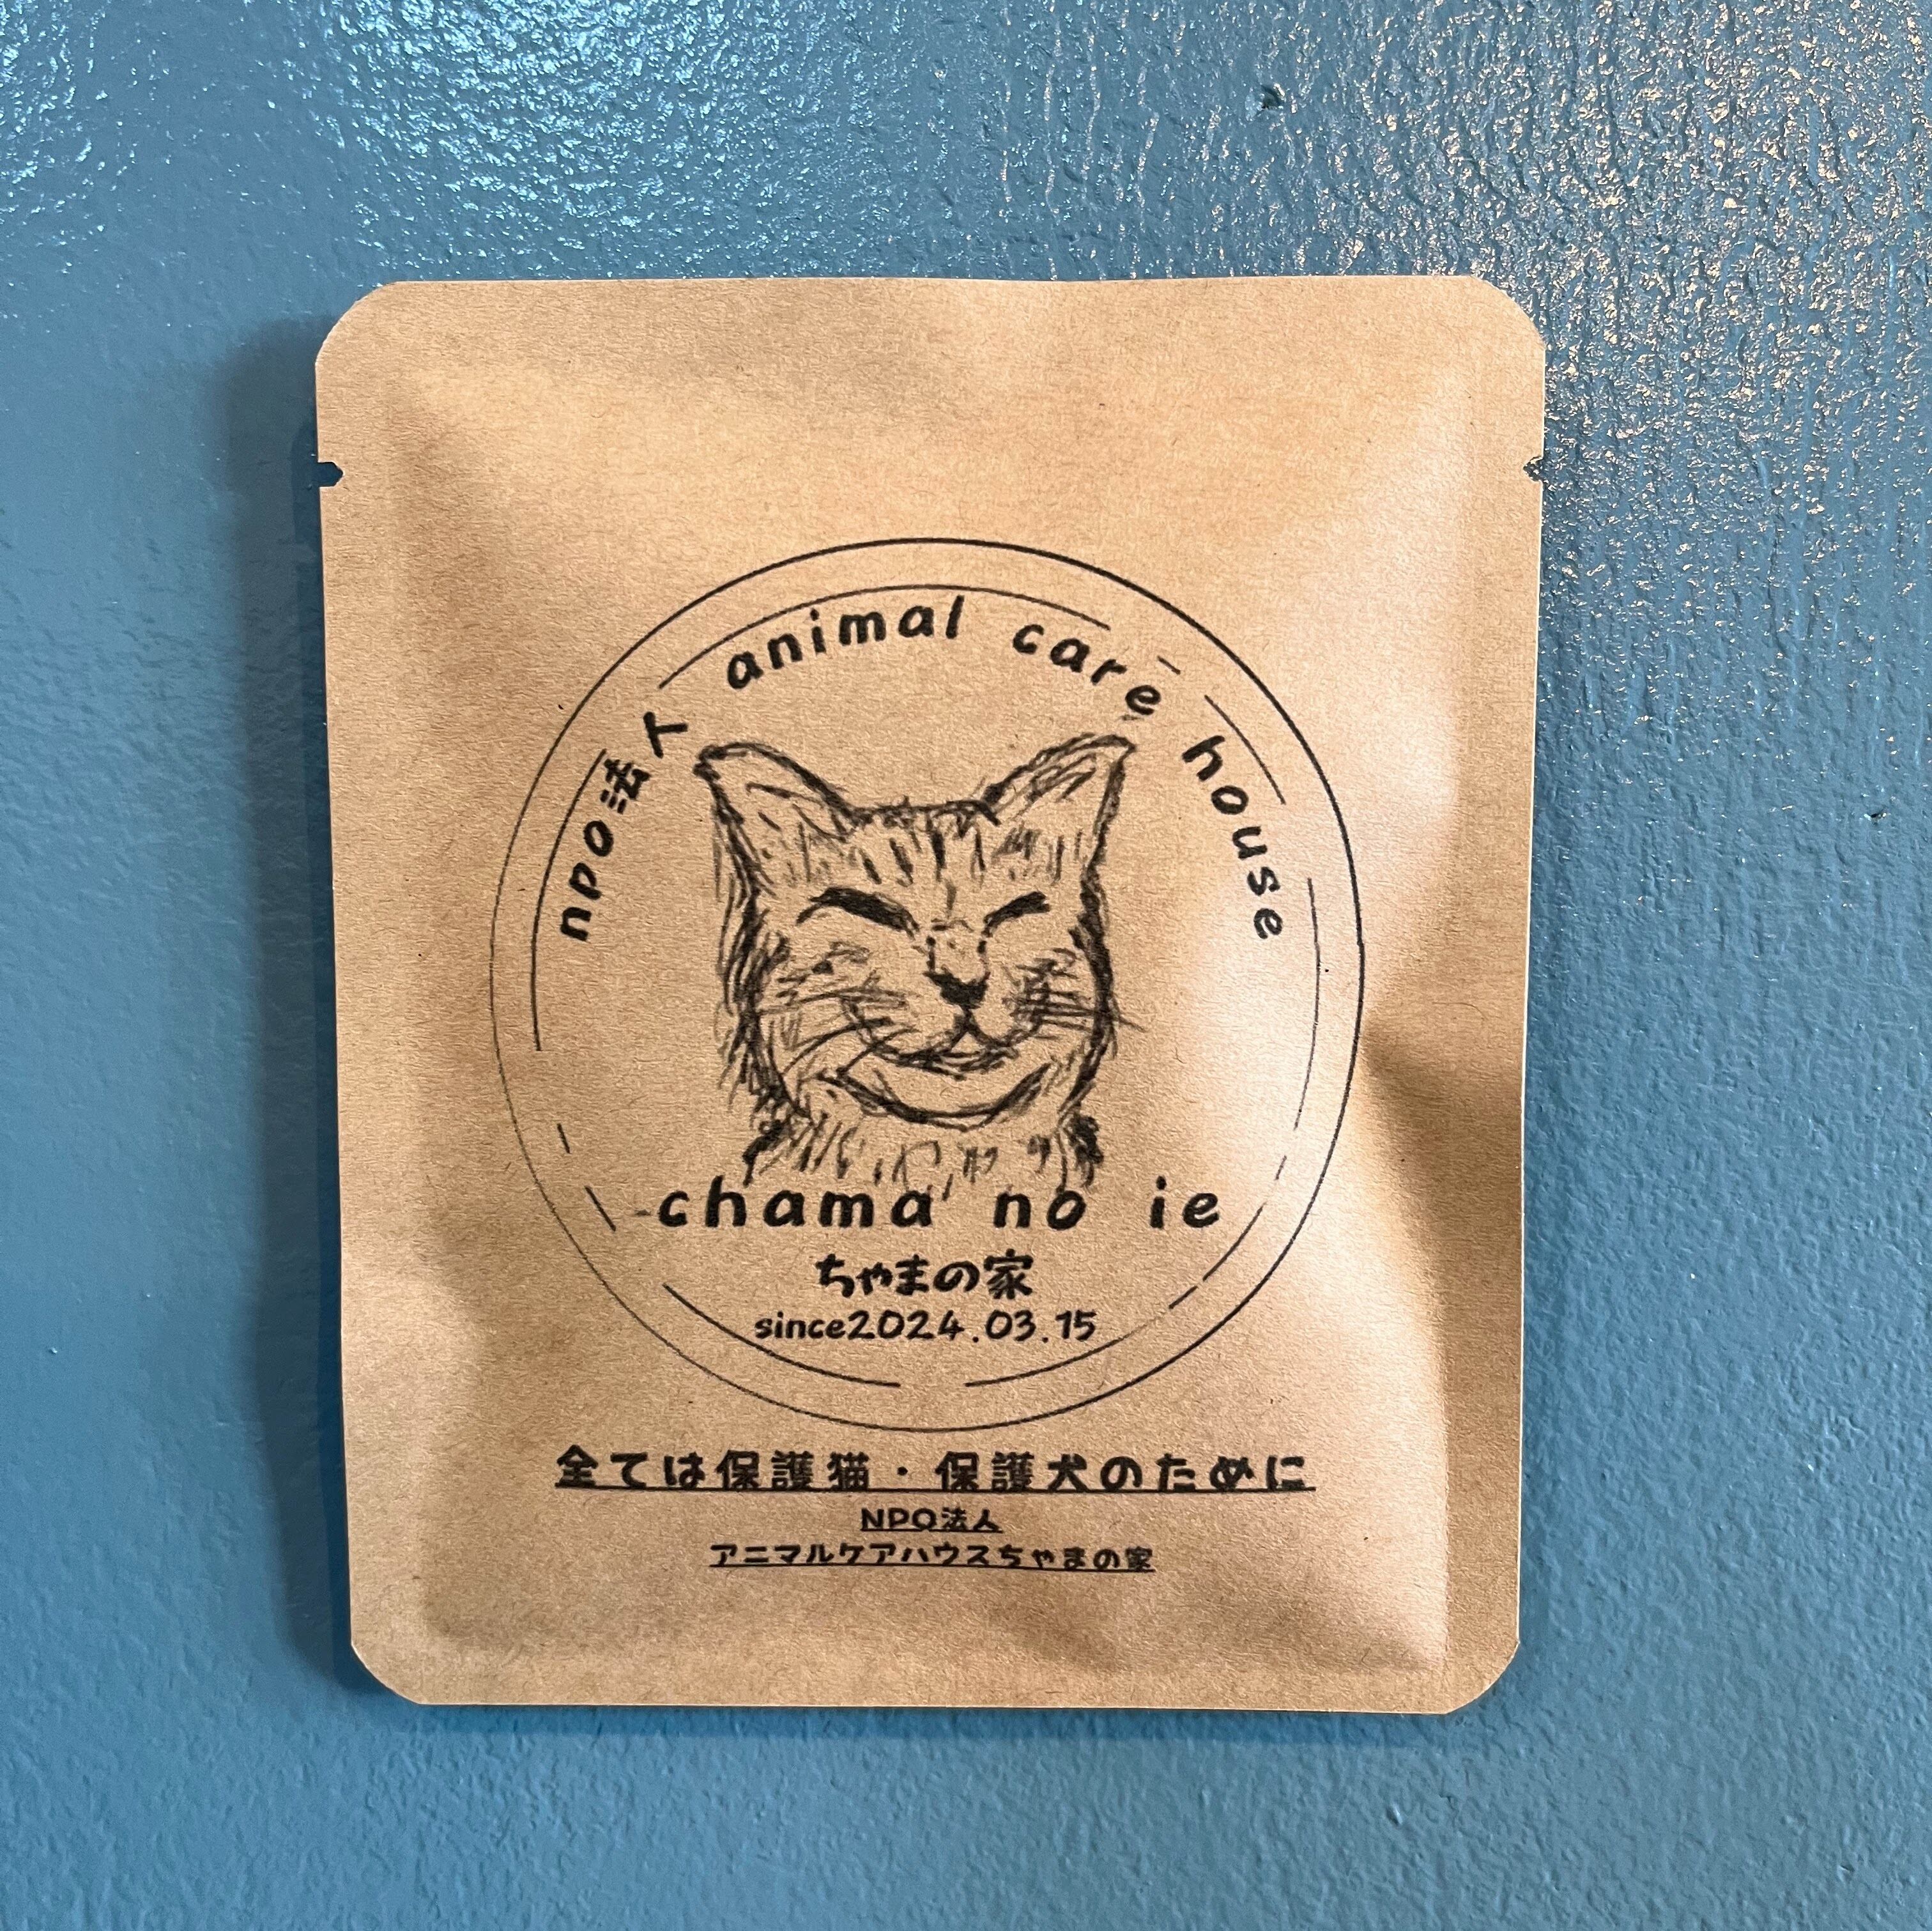 npo法人 animal care house
chama no ie
ちゃまの家
since2024.03.15
全ては保護猫・保護犬のために
NPO法人
アニマルケアハウスちゃまの家